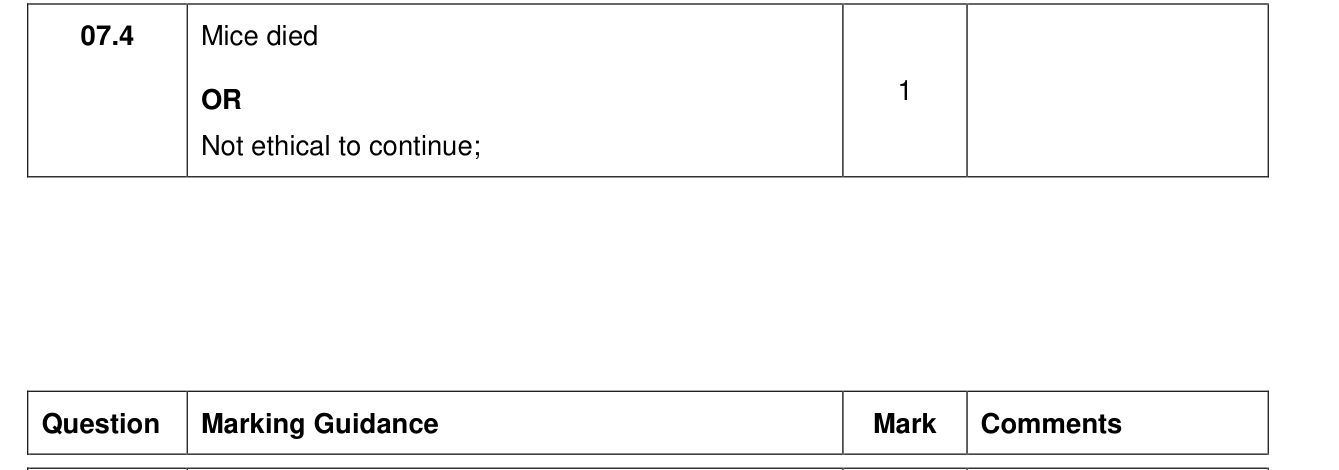 07.4 Mice died
OR
1
Not ethical to continue;
Question Marking Guidance Mark Comments